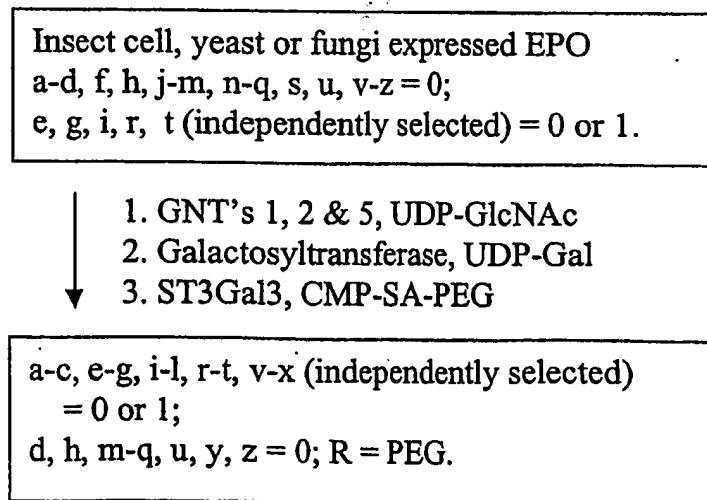 Insect cell, yeast or fungi expressed EPO
a-d, f, h, j-m, n-q, s, u, v-z = 0;
e, g, i, r, t (independently selected) = 0 or 1.
1. GNT's 1, 2 & 5, UDP-GlcNAc
2. Galactosyltransferase, UDP-Gal
3. ST3Gal3, CMP-SA-PEG
a-c, e-g, i-l, r-t, v-x (independently selected)
= 0 or 1;
d, h, m-q, u, y, z = 0; R = PEG.